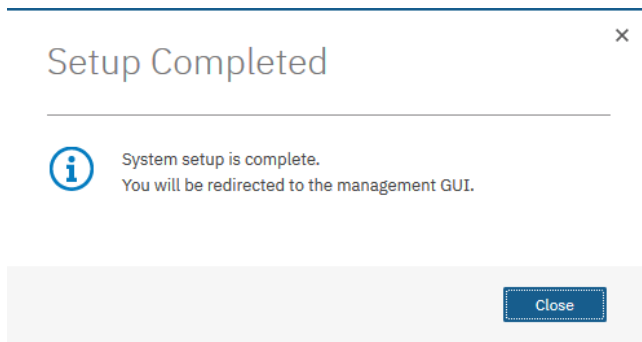 Setup Completed
System setup is complete.
You will be redirected to the management GUI.
Close